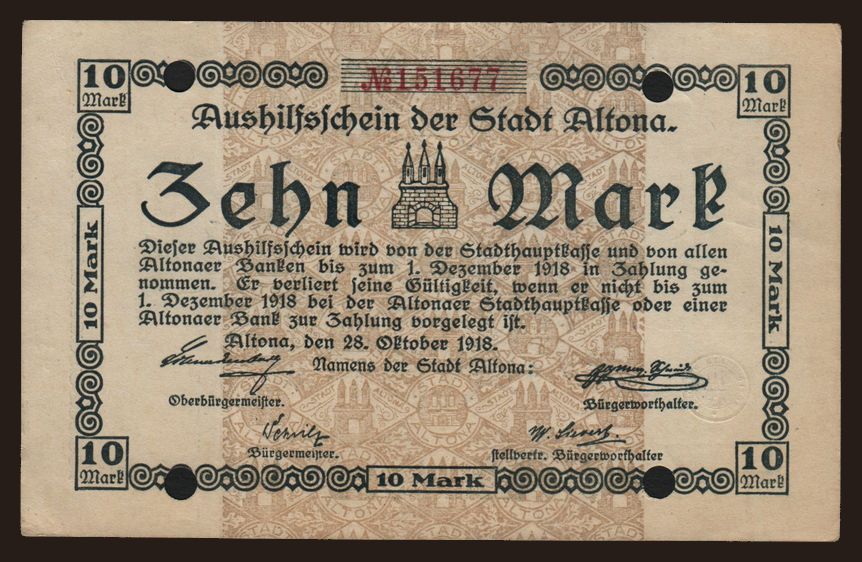 10 Mark
№151677
10 Mark
Aushilfsschein der Stadt Altona.
Zehn Mark
Dieser Aushilfsschein wird von der Stadthauptkasse und von allen
Altonaer Banken bis zum 1. Dezember 1918 in Zahlung ge-
nommen. Er verliert seine Gültigkeit, wenn er nicht bis zum
1. Dezember 1918 bei der Altonaer Stadthauptkasse oder einer
Altonaer Bank zur Zahlung vorgelegt ist.
Altona, den 28. Oktober 1918.
Namens der Stadt Altona:
Oberbürgermeister.
Bürgerworthalter.
Bürgermeister.
stellvertr. Bürgerworthalter
10 Mark
10 Mark
10 Mark
10 Mark
10 Mark
STADT ALTONA